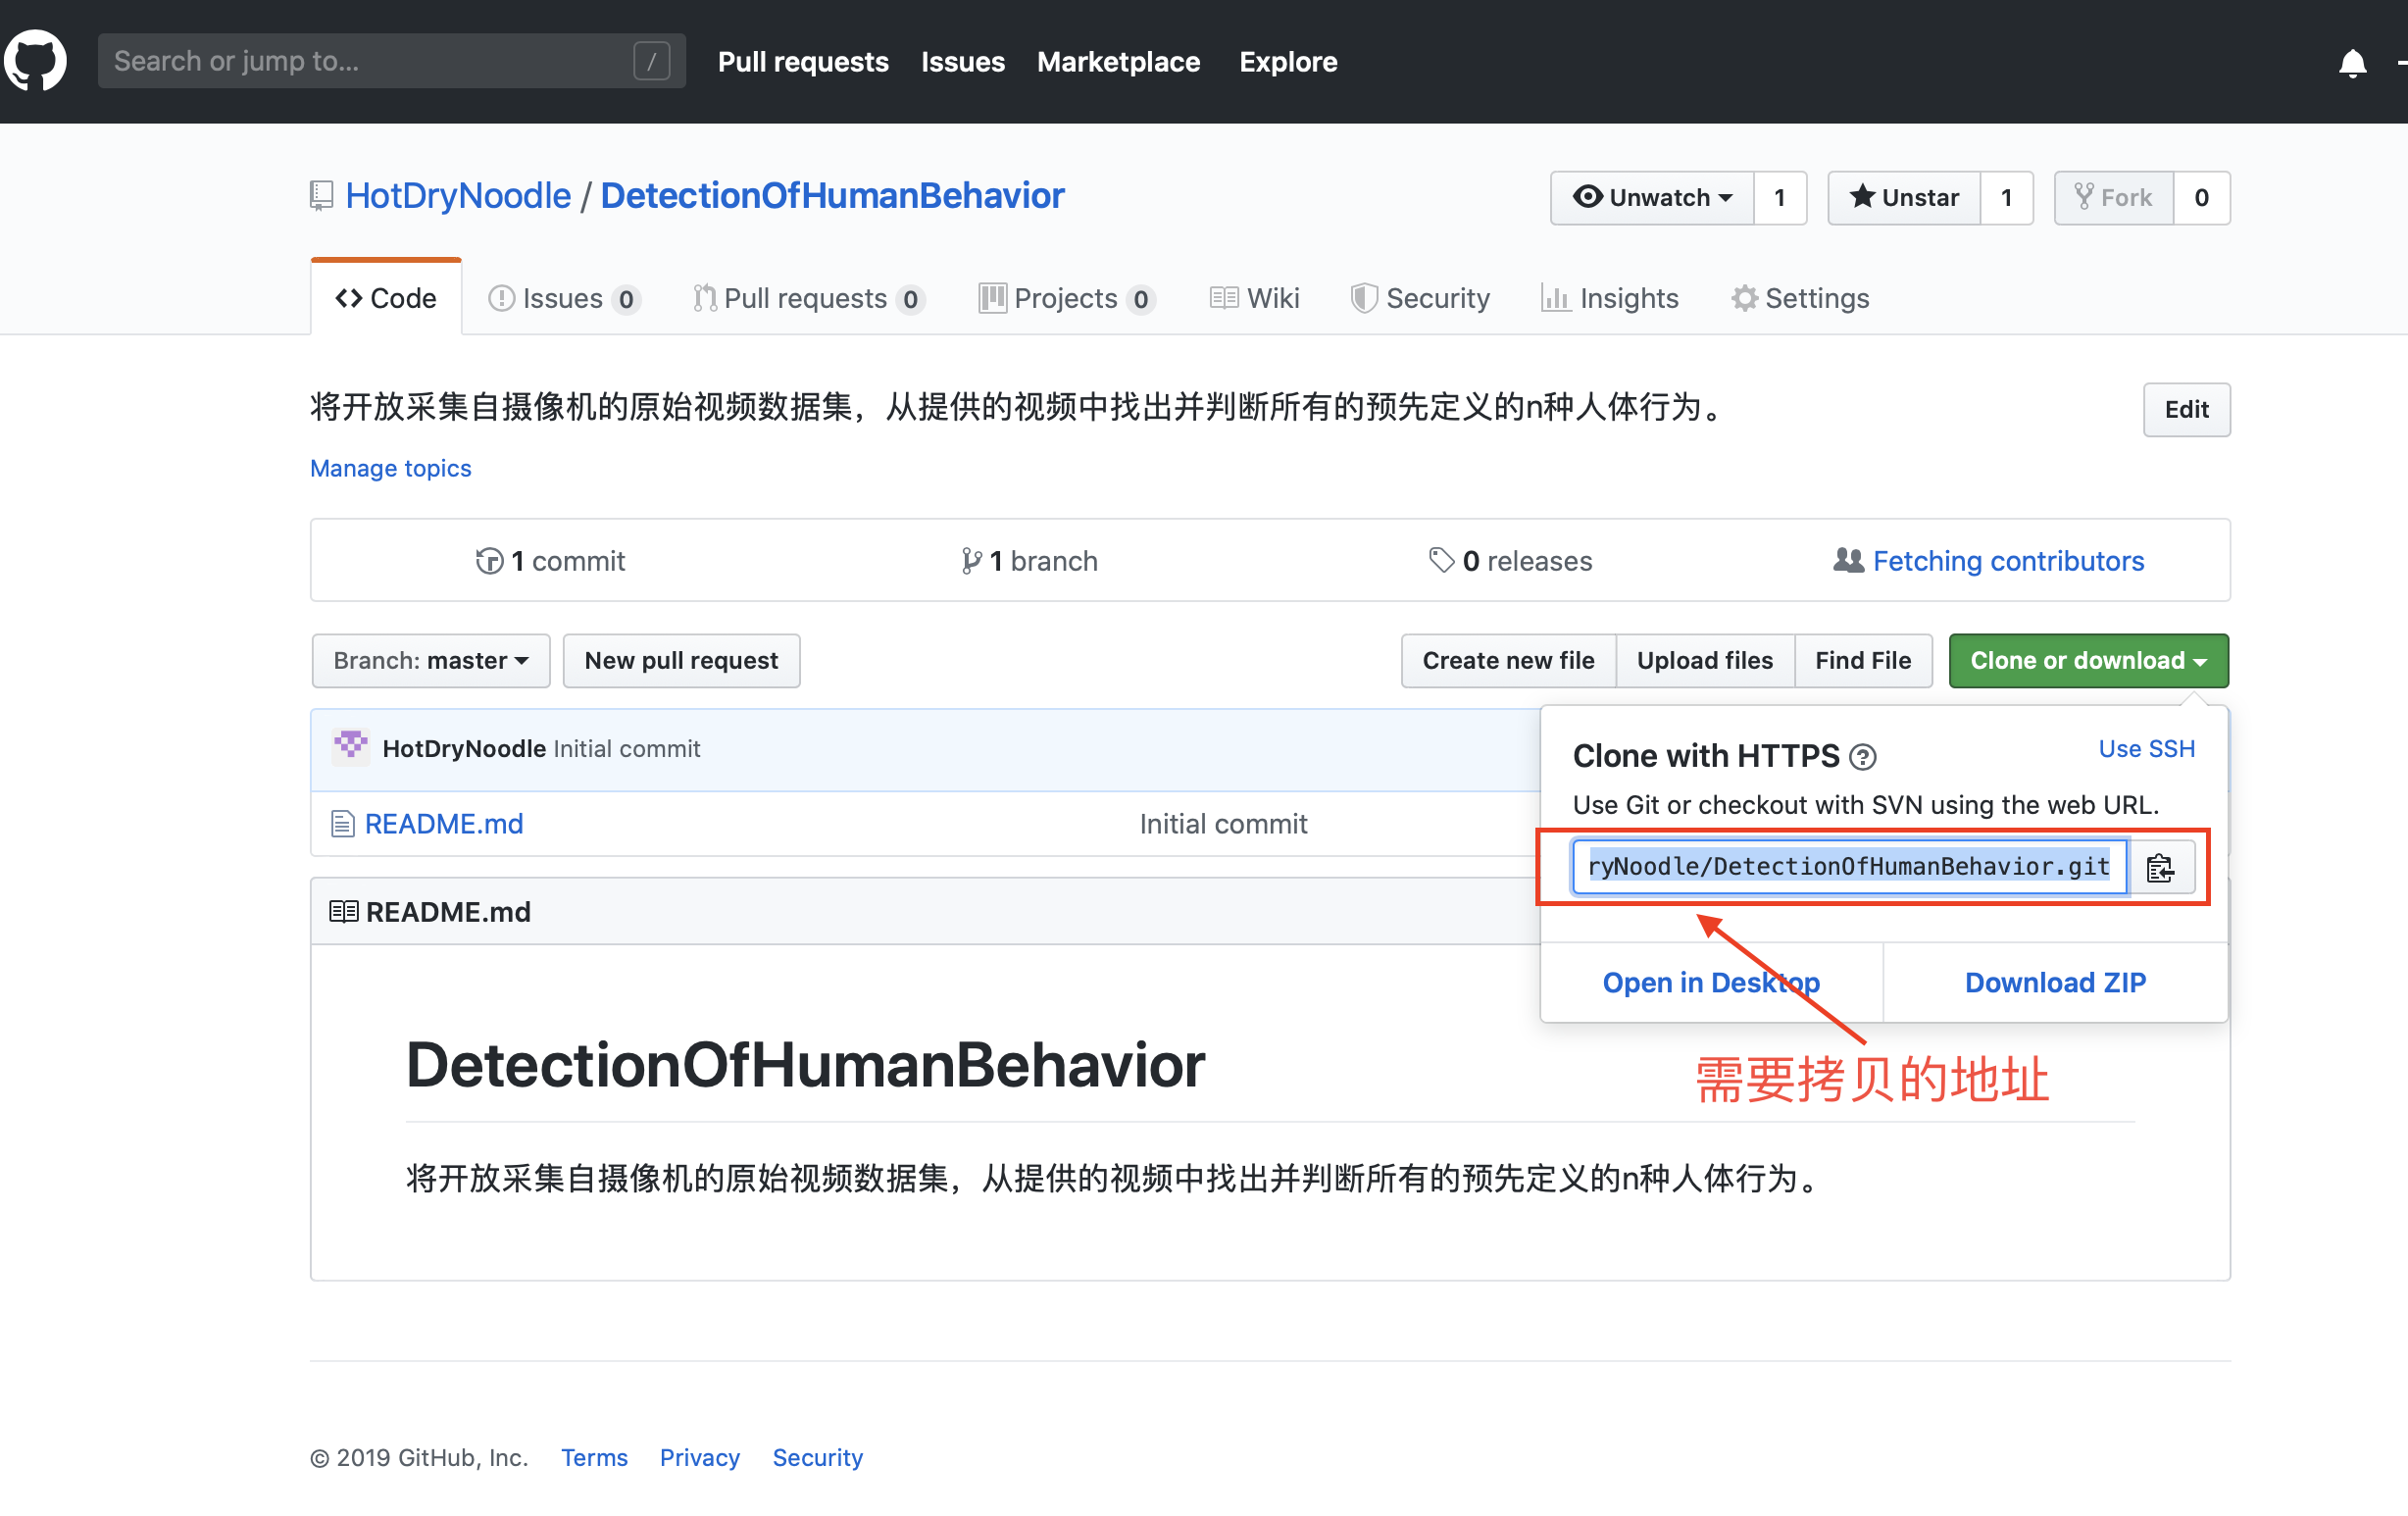 Search or jump to... /
Pull requests Issues Marketplace Explore
HotDryNoodle / DetectionOfHumanBehavior
Unwatch 1 Unstar 1 Fork 0
Code Issues 0 Pull requests 0 Projects 0 Wiki Security Insights Settings
将开放采集自摄像机的原始视频数据集，从提供的视频中找出并判断所有的预先定义的n种人体行为。
Edit
Manage topics
1 commit 1 branch 0 releases Fetching contributors
Branch: master New pull request Create new file Upload files Find File Clone or download
HotDryNoodle Initial commit
README.md Initial commit
Clone with HTTPS ? Use SSH
Use Git or checkout with SVN using the web URL.
ryNoodle/DetectionOfHumanBehavior.git
Open in Desktop Download ZIP
需要拷贝的地址
README.md
DetectionOfHumanBehavior
将开放采集自摄像机的原始视频数据集，从提供的视频中找出并判断所有的预先定义的n种人体行为。
© 2019 GitHub, Inc. Terms Privacy Security